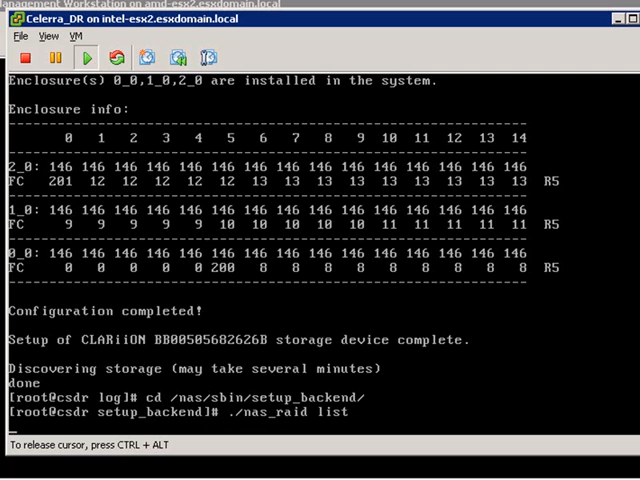 anagement Workstation on amd-esx2.esxdomain.local
Celerra_DR on intel-esx2.esxdomain.local
File View VM
Enclosure(s) 0_0,1_0,2_0 are installed in the system.
Enclosure info:
----------------------------------------------------------------
0 1 2 3 4 5 6 7 8 9 10 11 12 13 14
----------------------------------------------------------------
2_0: 146 146 146 146 146 146 146 146 146 146 146 146 146 146 146
FC 201 12 12 12 12 12 13 13 13 13 13 13 13 13 13 R5
----------------------------------------------------------------
1_0: 146 146 146 146 146 146 146 146 146 146 146 146 146 146 146
FC 9 9 9 9 9 10 10 10 10 10 11 11 11 11 11 R5
----------------------------------------------------------------
0_0: 146 146 146 146 146 146 146 146 146 146 146 146 146 146 146
FC 0 0 0 0 0 200 8 8 8 8 8 8 8 8 8 R5
----------------------------------------------------------------
Configuration completed!
Setup of CLARiiON BB00505682626B storage device complete.
Discovering storage (may take several minutes)
done
[root@csdr log]# cd /nas/sbin/setup_backend/
[root@csdr setup_backend]# ./nas_raid list
To release cursor, press CTRL + ALT